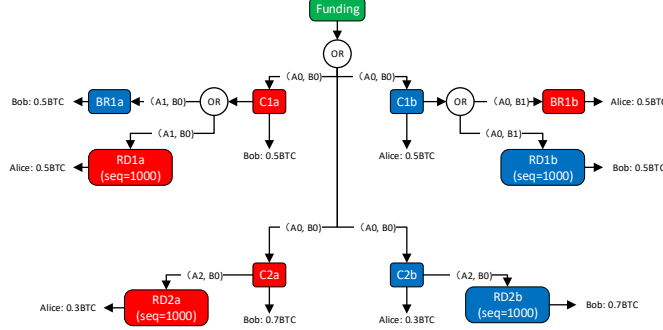 Funding
OR
(A0, B0)
(A0, B0)
Bob: 0.5BTC
BR1a
(A1, B0)
OR
C1a
C1b
OR
(A0, B1)
BR1b
Alice: 0.5BTC
(A1, B0)
(A0, B1)
Alice: 0.5BTC
RD1a
(seq=1000)
Bob: 0.5BTC
Alice: 0.5BTC
RD1b
(seq=1000)
Bob: 0.5BTC
(A0, B0)
(A0, B0)
(A2, B0)
C2a
C2b
(A2, B0)
Alice: 0.3BTC
RD2a
(seq=1000)
Bob: 0.7BTC
Alice: 0.3BTC
RD2b
(seq=1000)
Bob: 0.7BTC